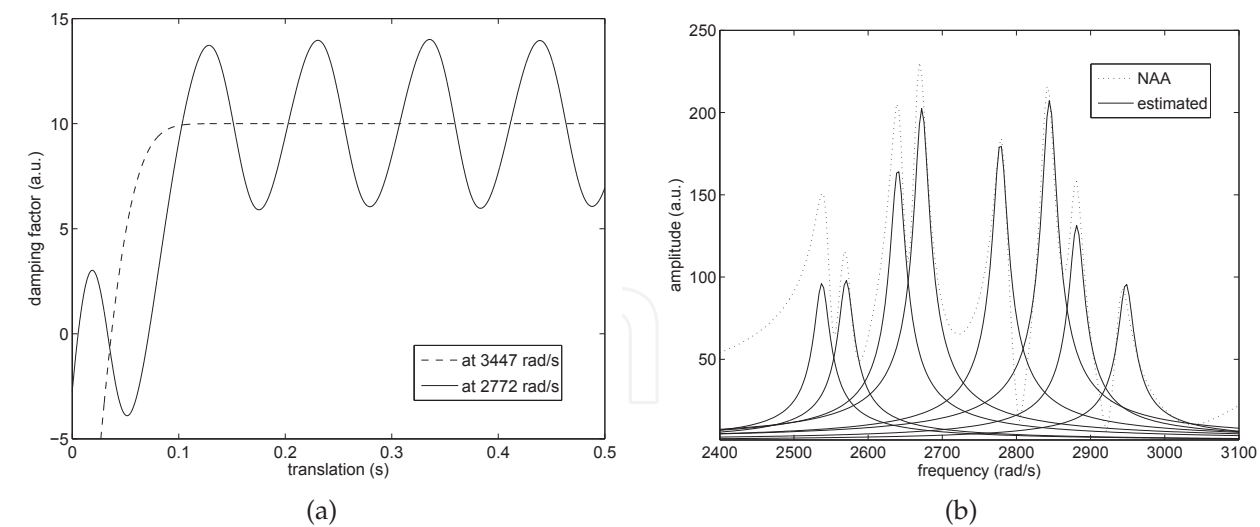 15
10
5
0
−5
0
0.1
0.2
0.3
0.4
0.5
damping factor (a.u.)
translation (s)
at 3447 rad/s
at 2772 rad/s
(a)
250
200
150
100
50
2400
2500
2600
2700
2800
2900
3000
3100
amplitude (a.u.)
frequency (rad/s)
NAA
estimated
(b)